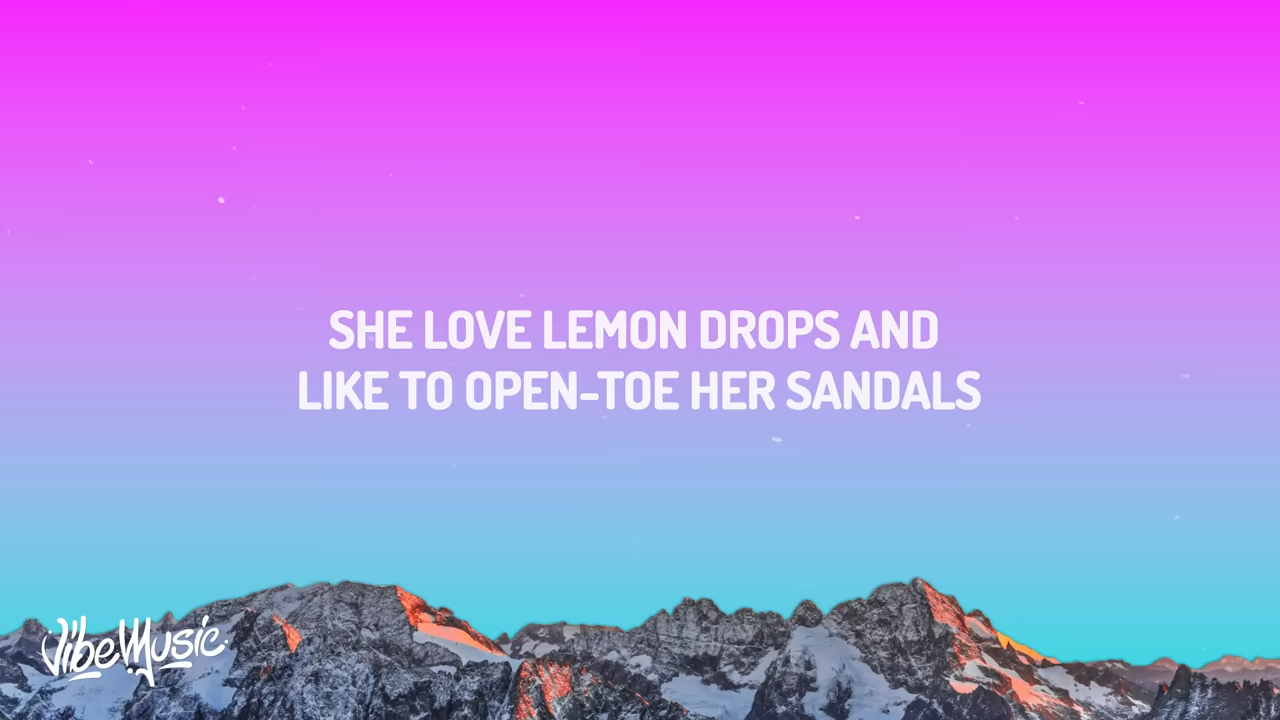 SHE LOVE LEMON DROPS AND
LIKE TO OPEN-TOE HER SANDALS
VibeMusic